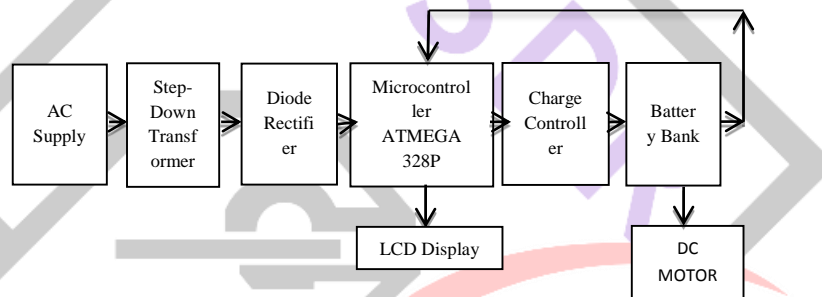 AC
Supply
Step-
Down
Transf
ormer
Diode
Rectifi
er
Microcontrol
ler
ATMEGA
328P
Charge
Controll
er
Batter
y Bank
LCD Display
DC
MOTOR